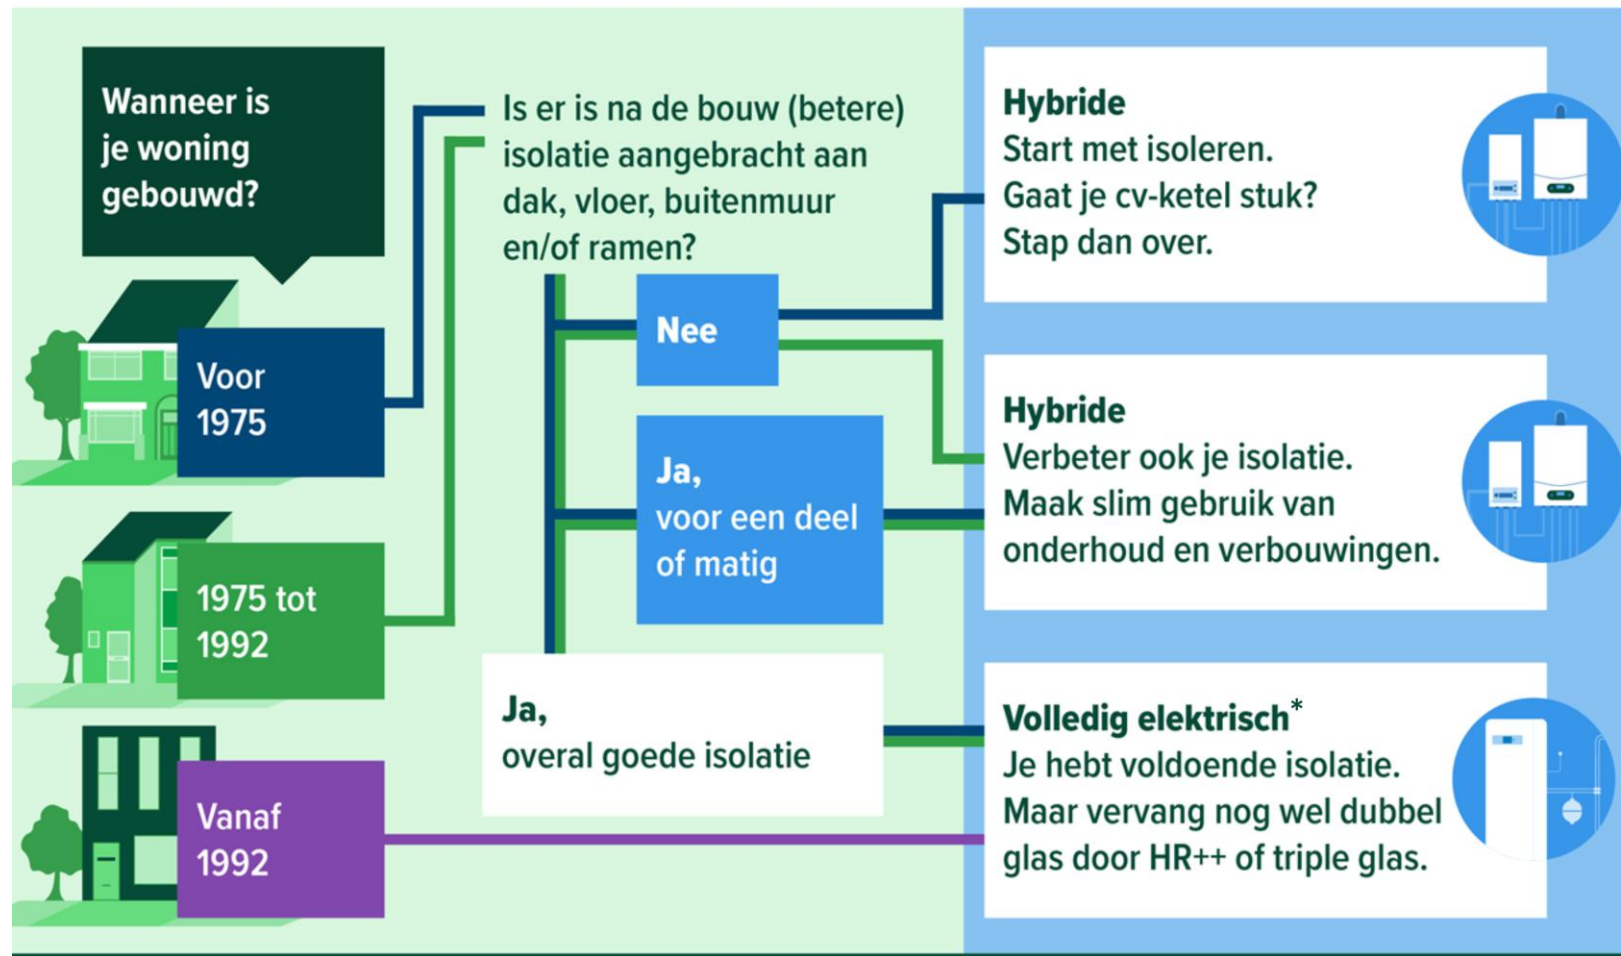 Wanneer is
je woning
gebouwd?
Voor
1975
1975 tot
1992
Vanaf
1992
Is er is na de bouw (betere)
isolatie aangebracht aan
dak, vloer, buitenmuur
en/of ramen?
Nee
Ja,
voor een deel
of matig
Ja,
overal goede isolatie
Hybride
Start met isoleren.
Gaat je cv-ketel stuk?
Stap dan over.
Hybride
Verbeter ook je isolatie.
Maak slim gebruik van
onderhoud en verbouwingen.
Volledig elektrisch*
Je hebt voldoende isolatie.
Maar vervang nog wel dubbel
glas door HR++ of triple glas.